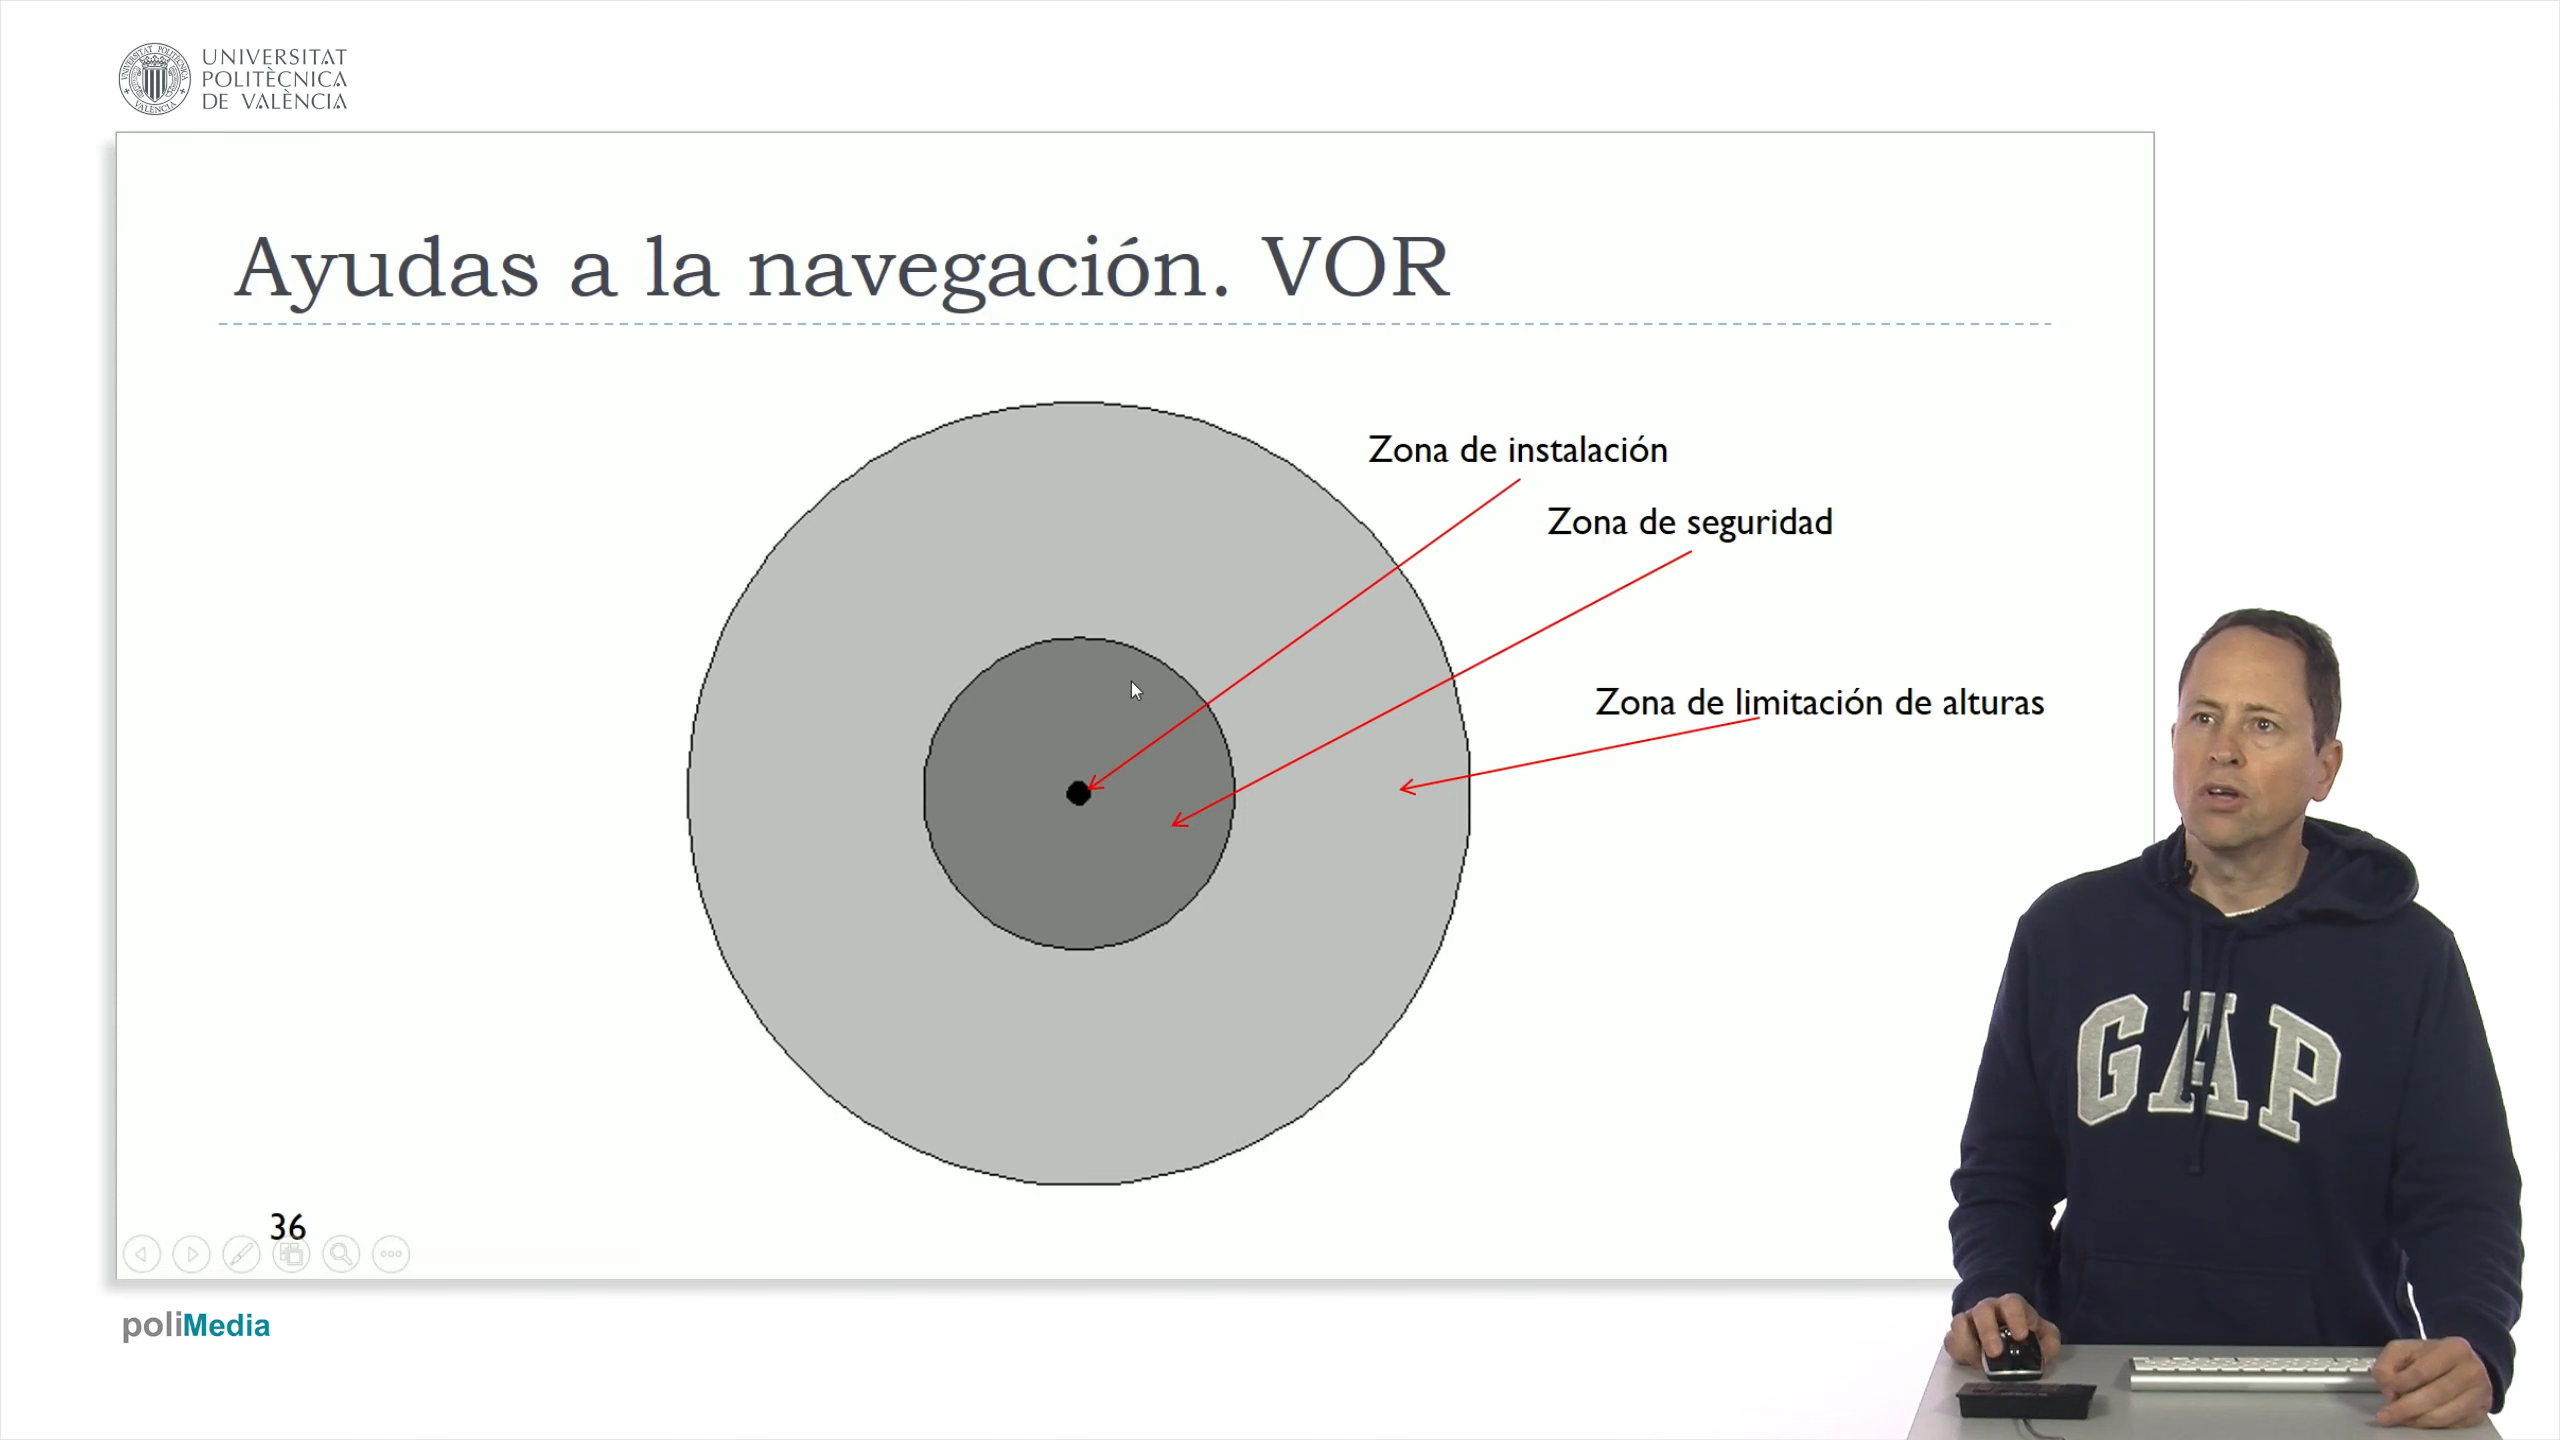 UNIVERSITAT
POLITÈCNICA
DE VALÈNCIA
Ayudas a la navegación. VOR
Zona de instalación
Zona de seguridad
Zona de limitación de alturas
GAP
36
poliMedia